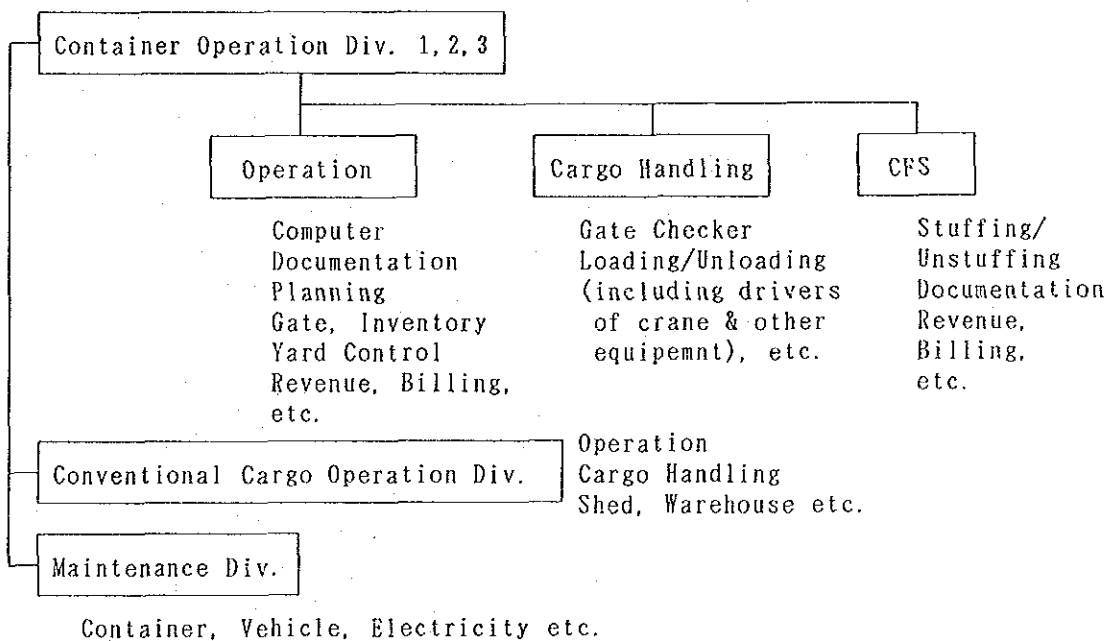 Container Operation Div. 1, 2, 3
Operation
Computer
Documentation
Planning
Gate, Inventory
Yard Control
Revenue, Billing,
etc.
Cargo Handling
Gate Checker
Loading/Unloading
(including drivers
of crane & other
equipemnt), etc.
CFS
Stuffing/
Unstuffing
Documentation
Revenue,
Billing,
etc.
Conventional Cargo Operation Div.
Operation
Cargo Handling
Shed, Warehouse etc.
Maintenance Div.
Container, Vehicle, Electricity etc.